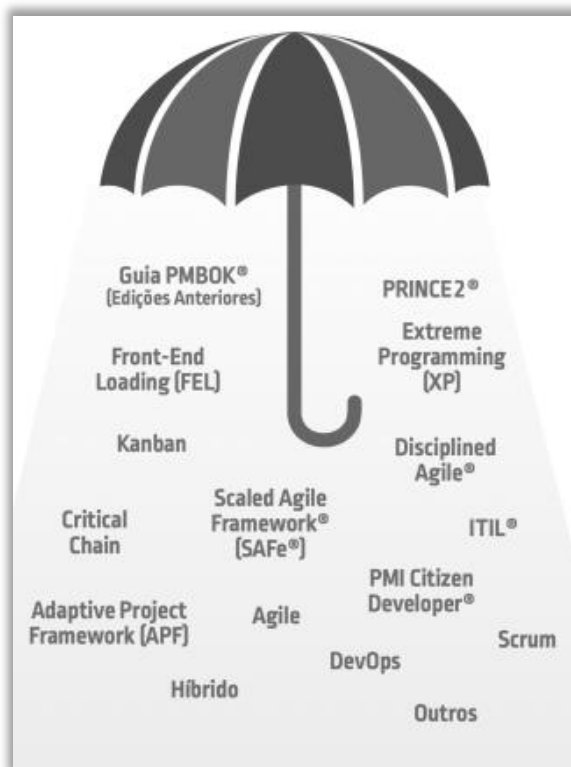 Guia PMBOK®
(Edições Anteriores)
PRINCE2®
Extreme
Programming
(XP)
Front-End
Loading (FEL)
Kanban
Disciplined
Agile®
Scaled Agile
Framework®
(SAFe®)
Critical
Chain
ITIL®
PMI Citizen
Developer®
Adaptive Project
Framework (APF)
Agile
Scrum
DevOps
Híbrido
Outros